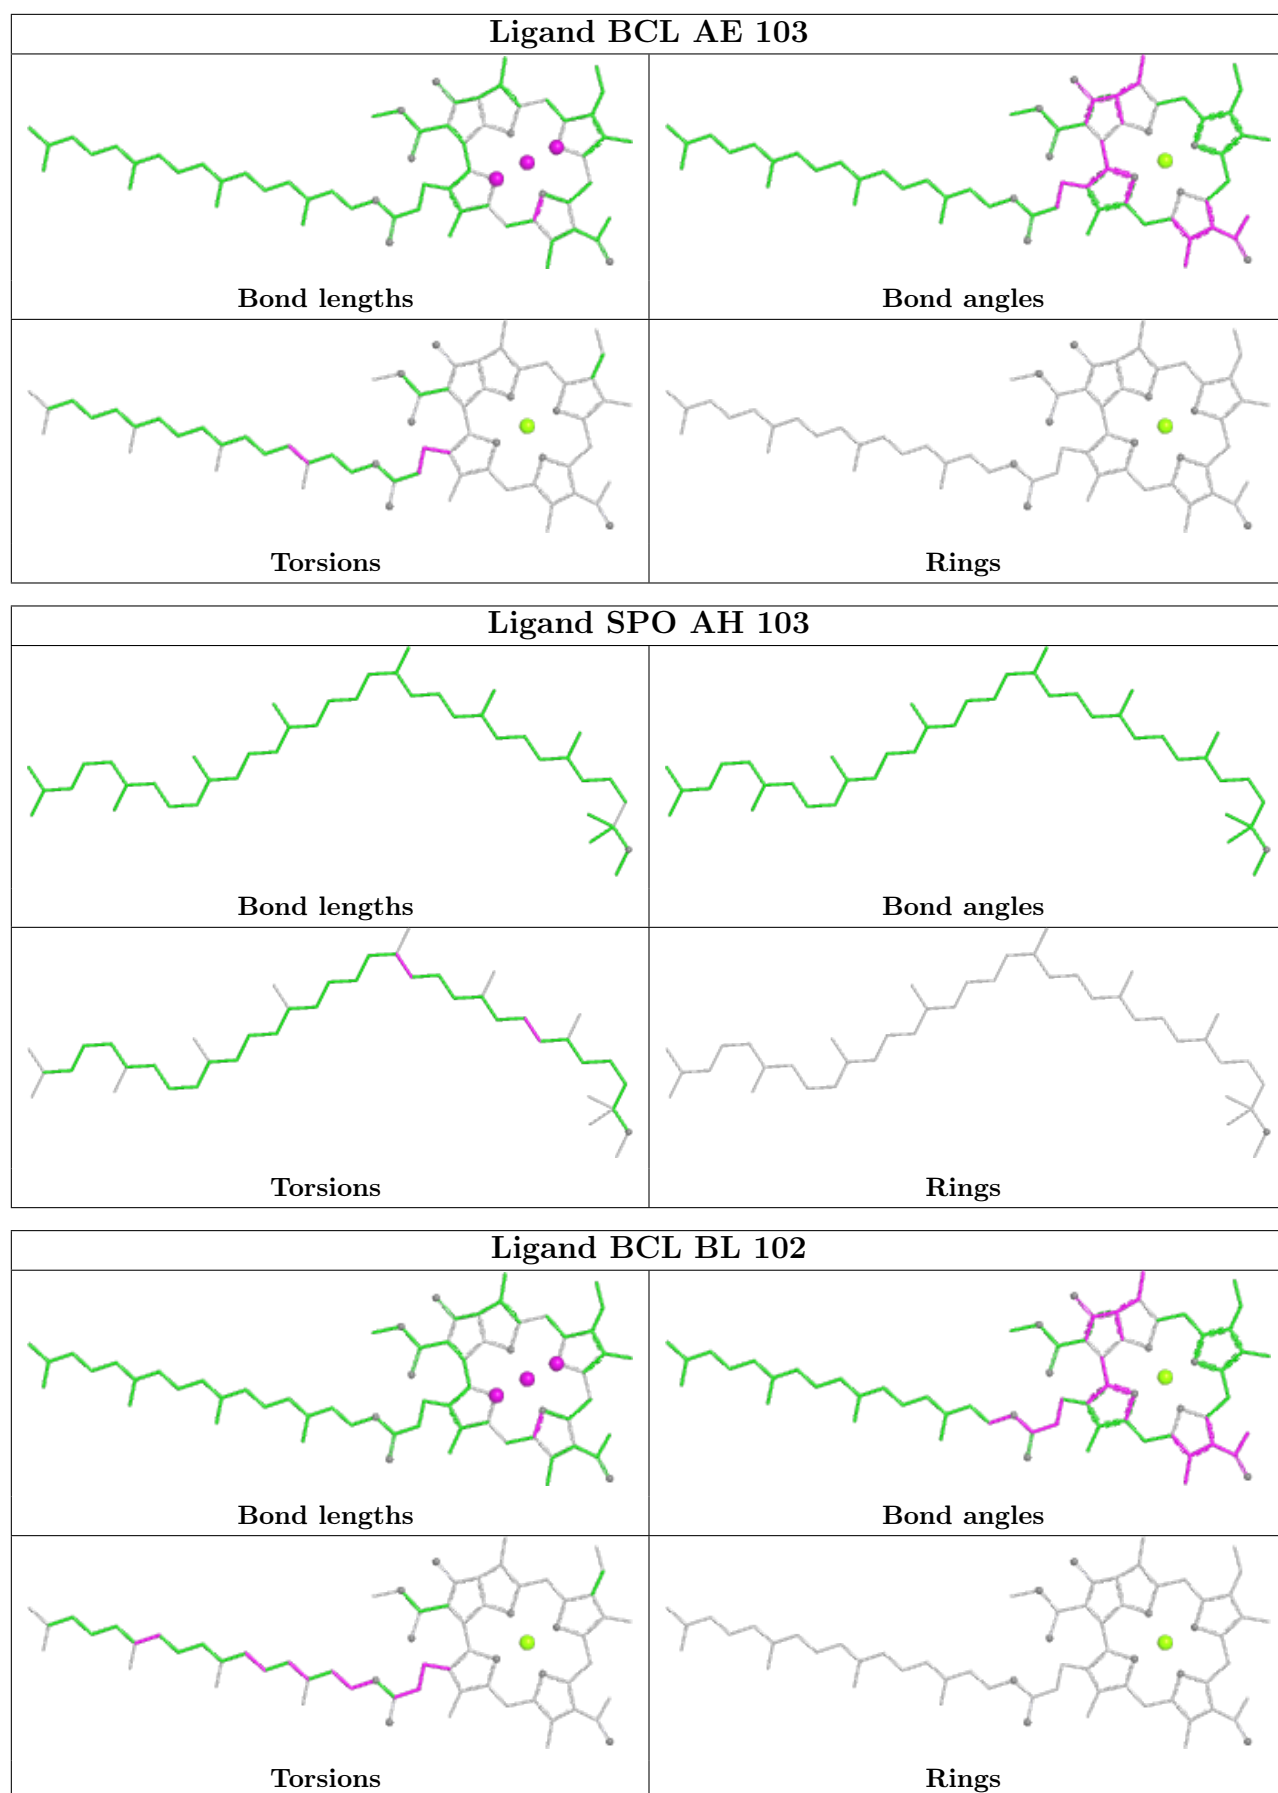 Ligand BCL AE 103
Bond lengths
Bond angles
Torsions
Rings
Ligand SPO AH 103
Bond lengths
Bond angles
Torsions
Rings
Ligand BCL BL 102
Bond lengths
Bond angles
Torsions
Rings